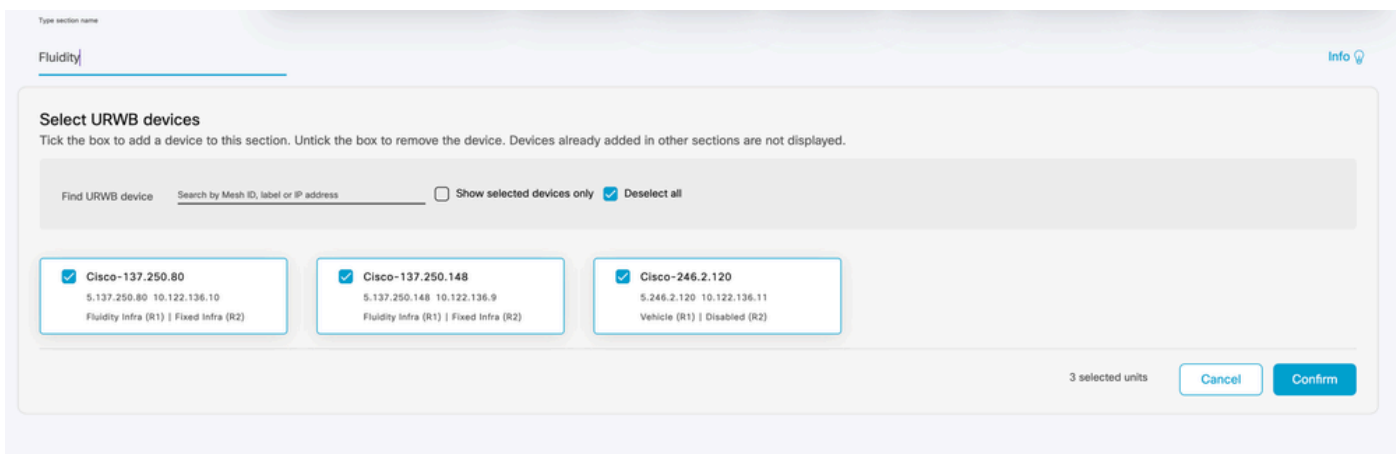 Type section name
Fluidity
Info
Select URWB devices
Tick the box to add a device to this section. Untick the box to remove the device. Devices already added in other sections are not displayed.
Find URWB device Search by Mesh ID, label or IP address Show selected devices only Deselect all
Cisco-137.250.80
5.137.250.80 10.122.136.10
Fluidity Infra (R1) | Fixed Infra (R2)
Cisco-137.250.148
5.137.250.148 10.122.136.9
Fluidity Infra (R1) | Fixed Infra (R2)
Cisco-246.2.120
5.246.2.120 10.122.136.11
Vehicle (R1) | Disabled (R2)
3 selected units Cancel Confirm